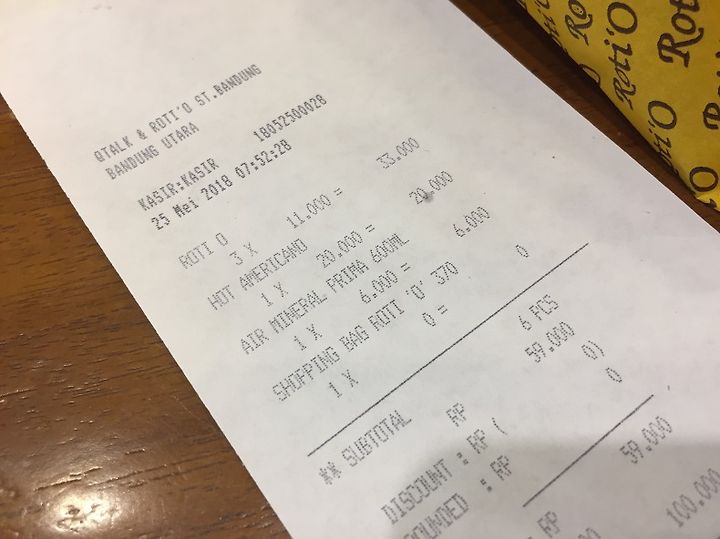 QTALK & ROTI'O ST.BANDUNG
BANDUNG UTARA
KASIR:KASIR 18052500028
25 Mei 2018 07:52:28
ROTI O
3 X 11.000 = 33.000
HOT AMERICANO
1 X 20.000 = 20.000
AIR MINERAL PRIMA 600ML
1 X 6.000 = 6.000
SHOPPING BAG ROTI 'O' 370
1 X 0 = 0
6 PCS
** SUBTOTAL RP 59.000
DISCOUNT : RP ( 0)
ROUNDED : RP 0
RP 59.000
100.000
Roti'O
Roti'O